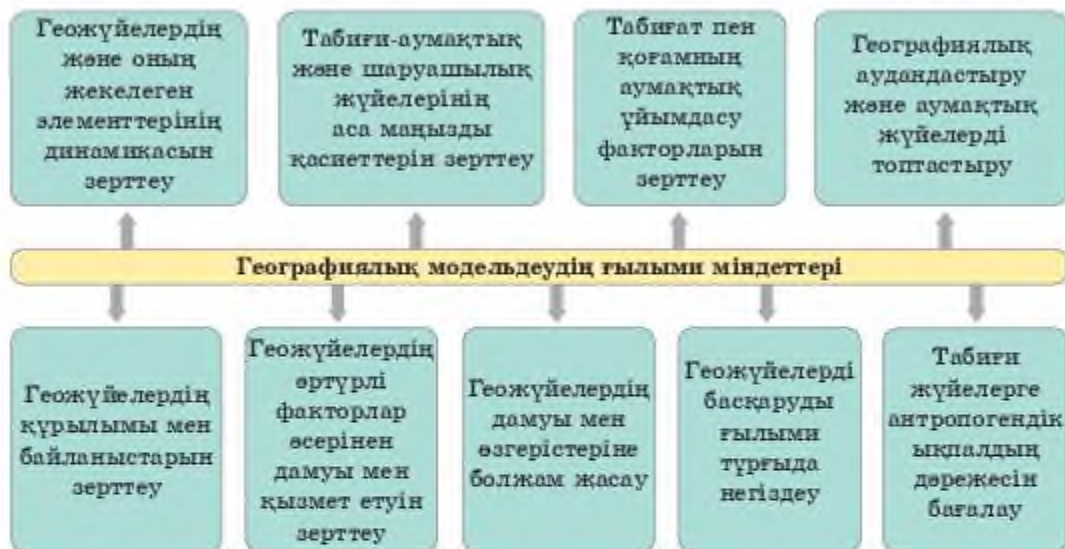 Геожүйелердің
және оның
жекелеген
элементтерінің
динамикасын
зерттеу
Табиғи-аумақтық
және шаруашылық
жүйелерінің
аса маңызды
қасиеттерін зерттеу
Табиғат пен
қоғамның
аумақтық
ұйымдасу
факторларын
зерттеу
Географиялық
аудандастыру
және аумақтық
жүйелерді
топтастыру
Географиялық модельдеудің ғылыми міндеттері
Геожүйелердің
құрылымы мен
байланыстарын
зерттеу
Геожүйелердің
әртүрлі
факторлар
әсерінен
дамуы мен
қызмет етуін
зерттеу
Геожүйелердің
дамуы мен
өзгерістеріне
болжам жасау
Геожүйелерді
басқаруды
ғылыми
тұрғыда
негіздеу
Табиғи
жүйелерге
антропогендік
ықпалдың
дәрежесін
бағалау